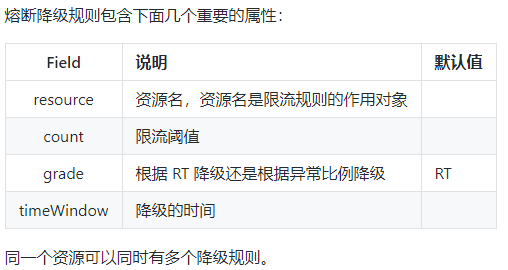 熔断降级规则包含下面几个重要的属性：
Field 说明 默认值
resource 资源名，资源名是限流规则的作用对象
count 限流阈值
grade 根据 RT 降级还是根据异常比例降级 RT
timeWindow 降级的时间
同一个资源可以同时有多个降级规则。